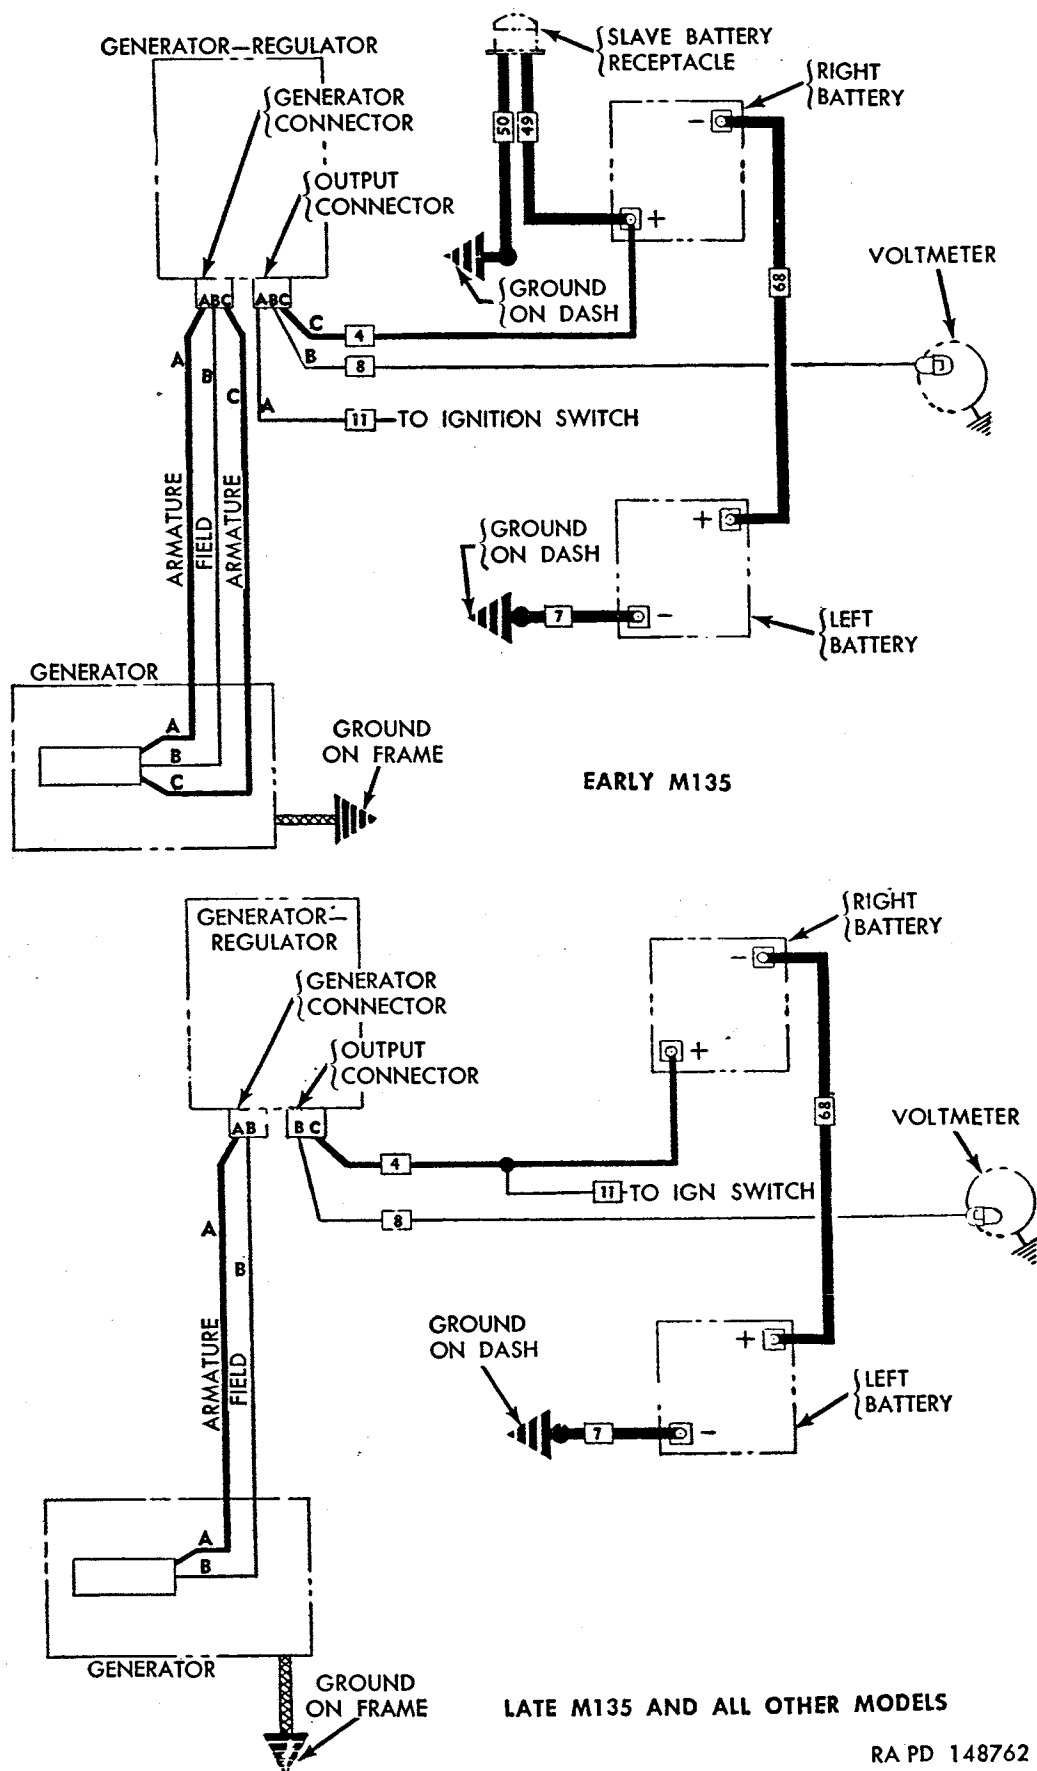 GENERATOR–REGULATOR
GENERATOR
CONNECTOR
OUTPUT
CONNECTOR
SLAVE BATTERY
RECEPTACLE
RIGHT
BATTERY
50
49
–
+
GROUND
ON DASH
68
VOLTMETER
ABC
ABC
C
4
B
8
A
11
TO IGNITION SWITCH
A
B
C
ARMATURE
FIELD
ARMATURE
GROUND
ON DASH
+
7
–
LEFT
BATTERY
GENERATOR
A
B
C
GROUND
ON FRAME
EARLY M135
GENERATOR–
REGULATOR
GENERATOR
CONNECTOR
OUTPUT
CONNECTOR
RIGHT
BATTERY
–
+
68
VOLTMETER
AB
BC
4
11
TO IGN SWITCH
8
A
B
ARMATURE
FIELD
GROUND
ON DASH
+
7
–
LEFT
BATTERY
A
B
GENERATOR
GROUND
ON FRAME
LATE M135 AND ALL OTHER MODELS
RA PD 148762